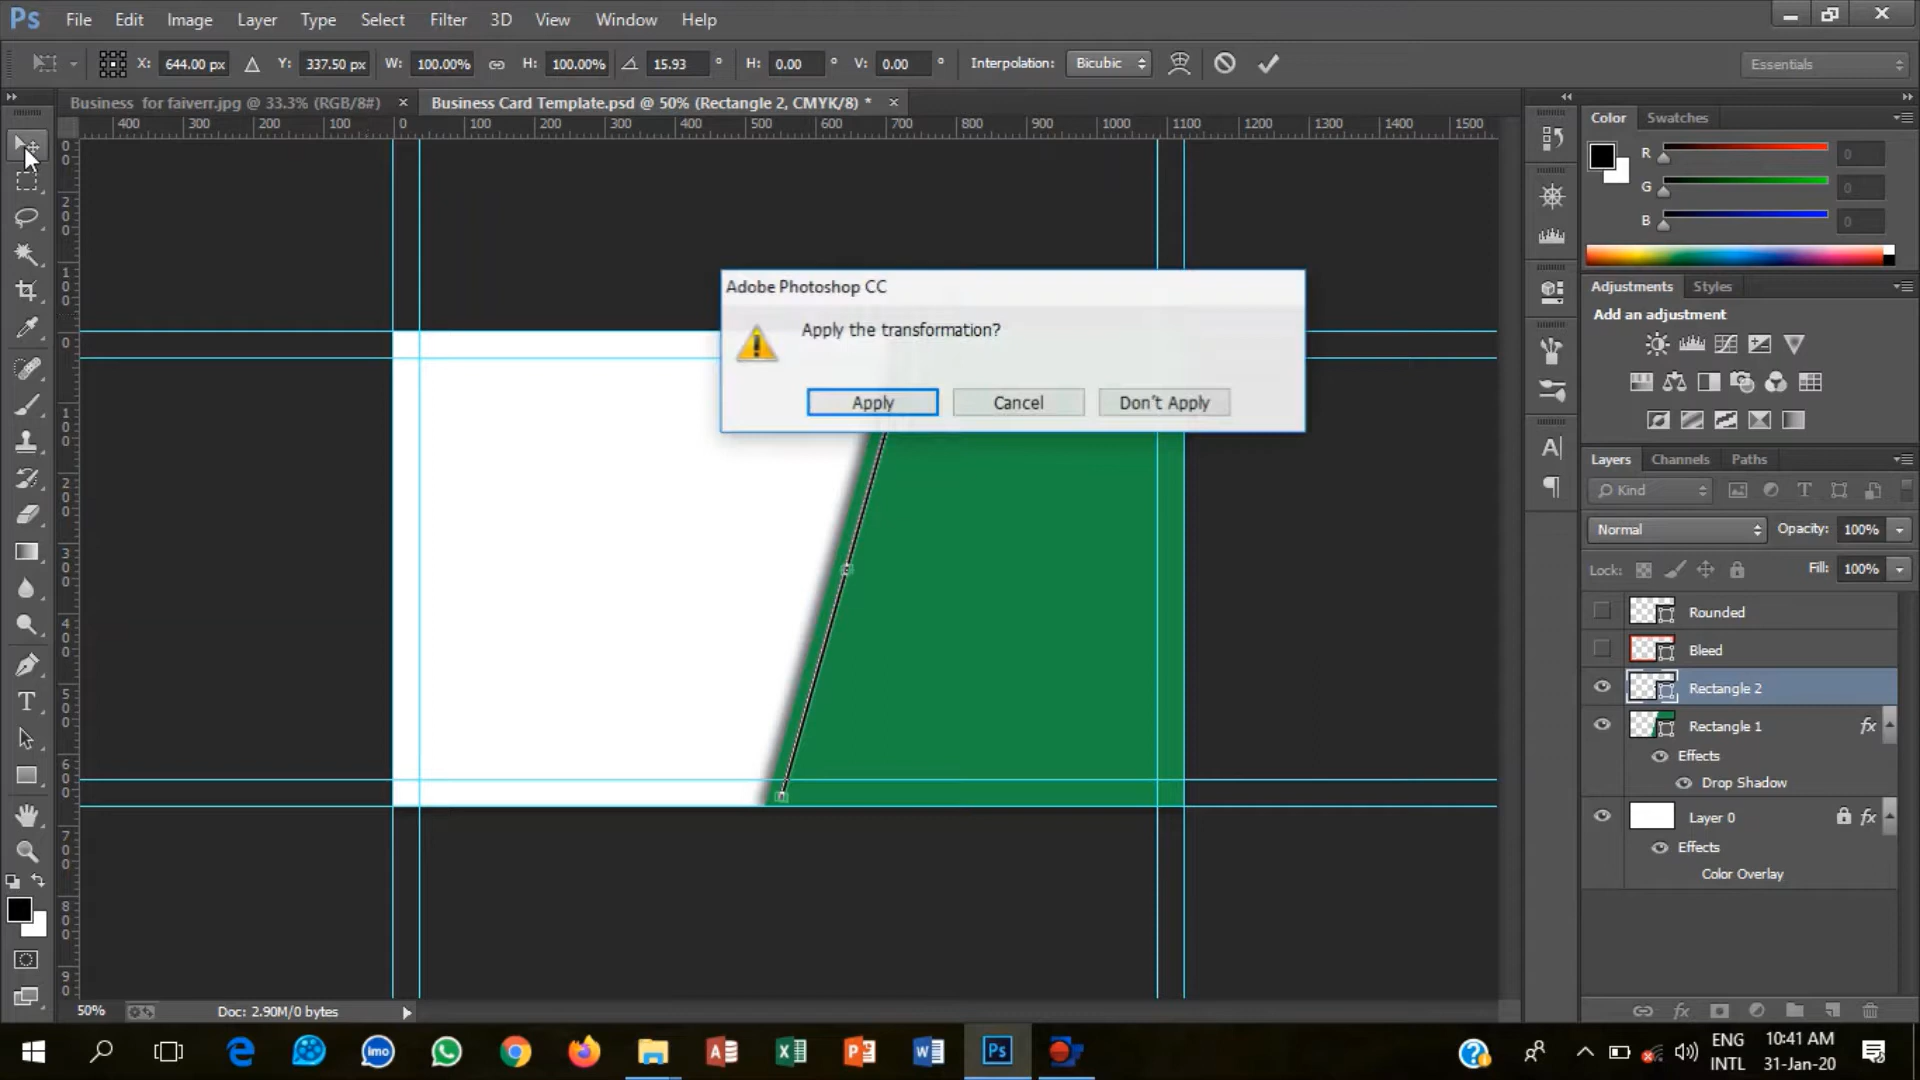 Ps File Edit Image Layer Type Select Filter 3D View Window Help
X: 644.00 px Y: 337.50 px W: 100.00% H: 100.00% 15.93 ° H: 0.00 ° V: 0.00 ° Interpolation: Bicubic Essentials
Business for faiverr.jpg @ 33.3% (RGB/8#) × Business Card Template.psd @ 50% (Rectangle 2, CMYK/8) * ×
400 300 200 100 0 100 200 300 400 500 600 700 800 900 1000 1100 1200 1300 1400 1500
Color Swatches
R 0
G 0
B 0
Adjustments Styles
Add an adjustment
Adobe Photoshop CC
Apply the transformation?
Apply Cancel Don't Apply
Layers Channels Paths
Kind
Normal Opacity: 100%
Lock: Fill: 100%
Rounded
Bleed
Rectangle 2
Rectangle 1 fx
Effects
Drop Shadow
Layer 0 fx
Effects
Color Overlay
50% Doc: 2.90M/0 bytes
imo Ps
ENG 10:41 AM
INTL 31-Jan-20